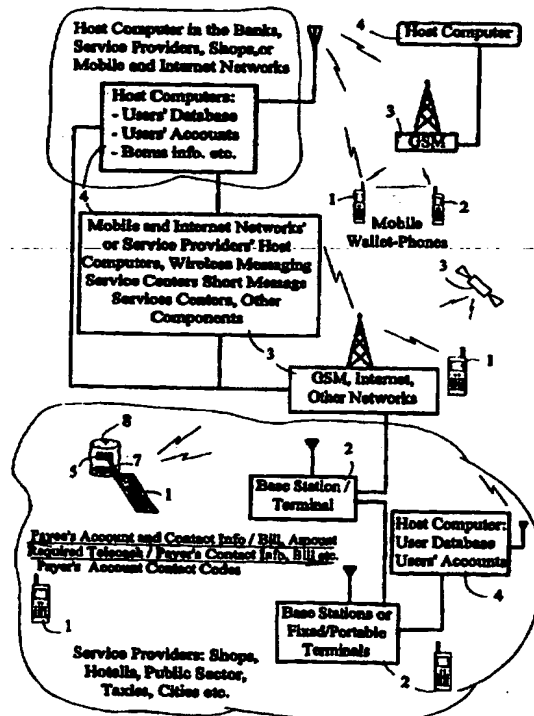 Host Computer in the Banks,
Service Providers, Shops,or
Mobile and Internet Networks
Host Computers:
- Users' Database
- Users' Accounts
- Bonus info. etc.
4
4
Host Computer
3
GSM
1
2
Mobile
Wallet-Phones
Mobile and Internet Networks'
or Service Providers' Host
Computers, Wireless Messaging
Service Centers Short Message
Services Centers, Other
Components
3
3
1
GSM, Internet,
Other Networks
8
5
7
1
2
Base Station /
Terminal
Host Computer:
User Database
Users' Accounts
4
Payee's Account and Contact Info / Bill, Amount
Required Telecash / Payer's Contact Info, Bill etc.
Payer's Account Contact Codes
1
Base Stations or
Fixed/Portable
Terminals
2
1
Service Providers: Shops,
Hotells, Public Sector,
Taxies, Cities etc.